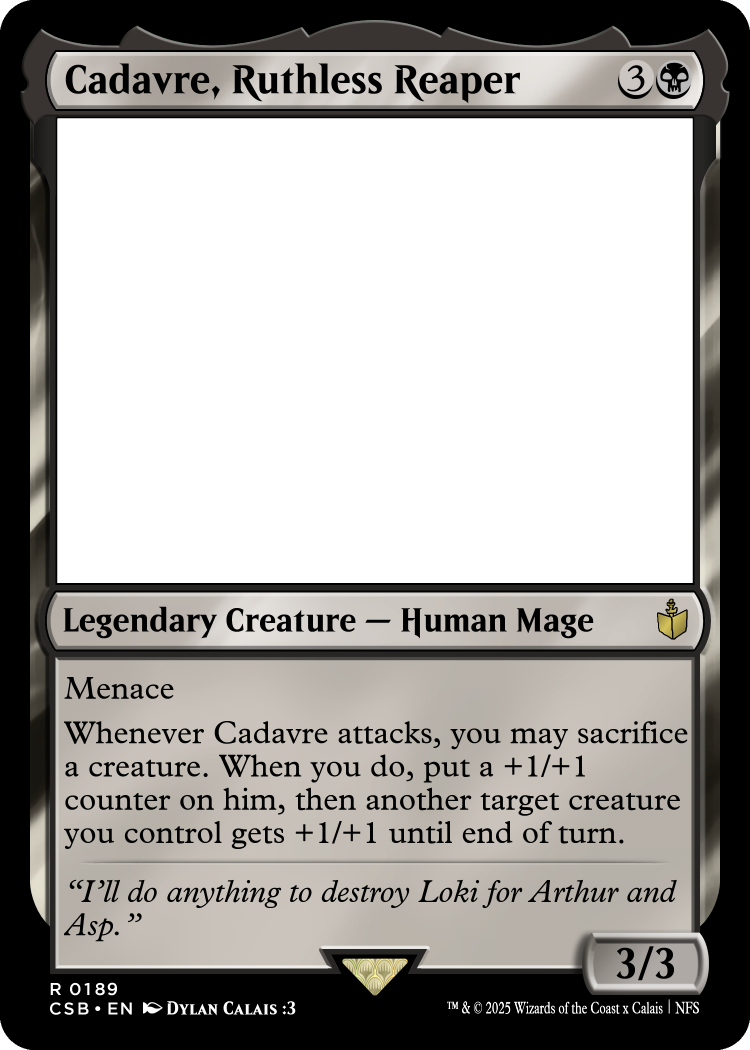 Cadavre, Ruthless Reaper 3
Legendary Creature — Human Mage
Menace
Whenever Cadavre attacks, you may sacrifice
a creature. When you do, put a +1/+1
counter on him, then another target creature
you control gets +1/+1 until end of turn.
“I’ll do anything to destroy Loki for Arthur and
Asp.”
3/3
R 0189
CSB • EN Dylan Calais :3
™ & © 2025 Wizards of the Coast x Calais | NFS